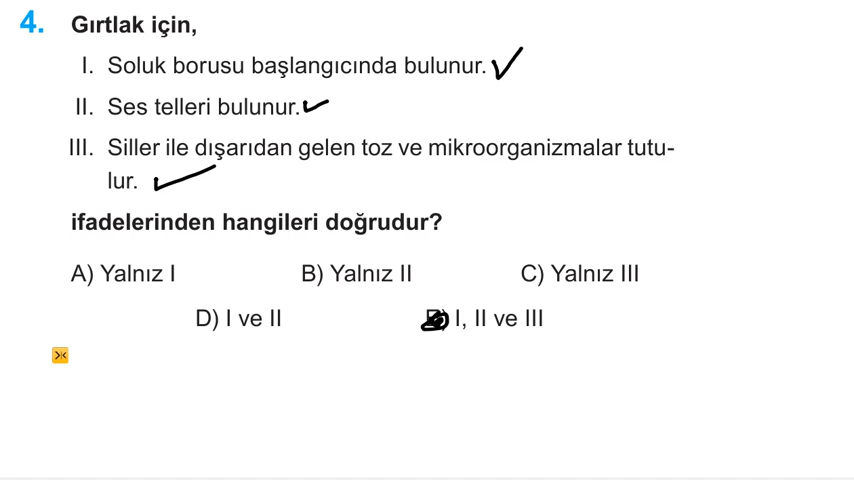 4. Gırtlak için,
I. Soluk borusu başlangıcında bulunur.
II. Ses telleri bulunur.
III. Siller ile dışarıdan gelen toz ve mikroorganizmalar tutu-
lur.
ifadelerinden hangileri doğrudur?
A) Yalnız I B) Yalnız II C) Yalnız III
D) I ve II E) I, II ve III